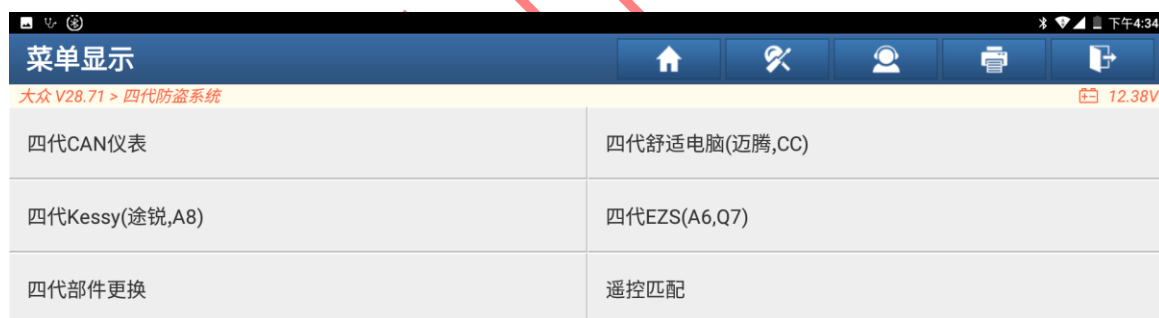 下午4:34
菜单显示
大众 V28.71 > 四代防盗系统 12.38V
四代CAN仪表 四代舒适电脑(迈腾,CC)
四代Kessy(途锐,A8) 四代EZS(A6,Q7)
四代部件更换 遥控匹配